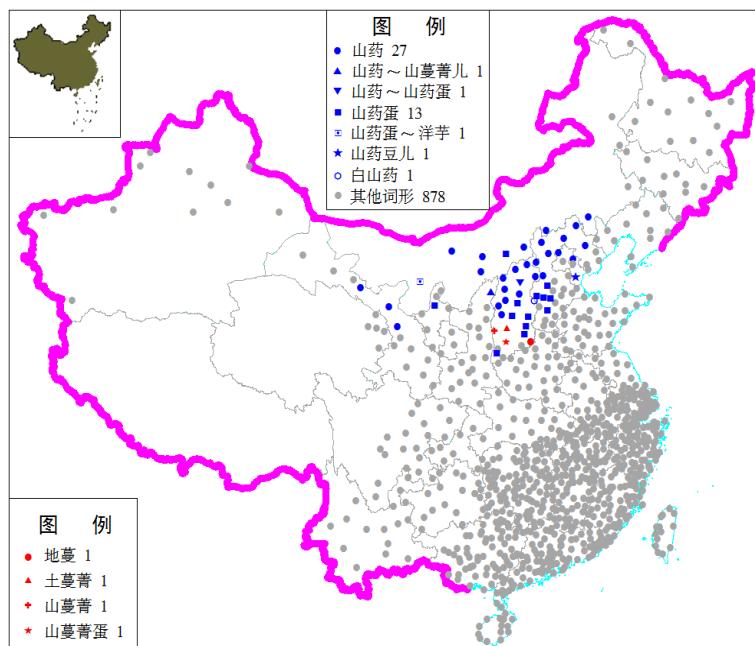 图 例
山药 27
山药～山蔓菁儿 1
山药～山药蛋 1
山药蛋 13
山药蛋～洋芋 1
山药豆儿 1
白山药 1
其他词形 878
图 例
地蔓 1
土蔓菁 1
山蔓菁 1
山蔓菁蛋 1